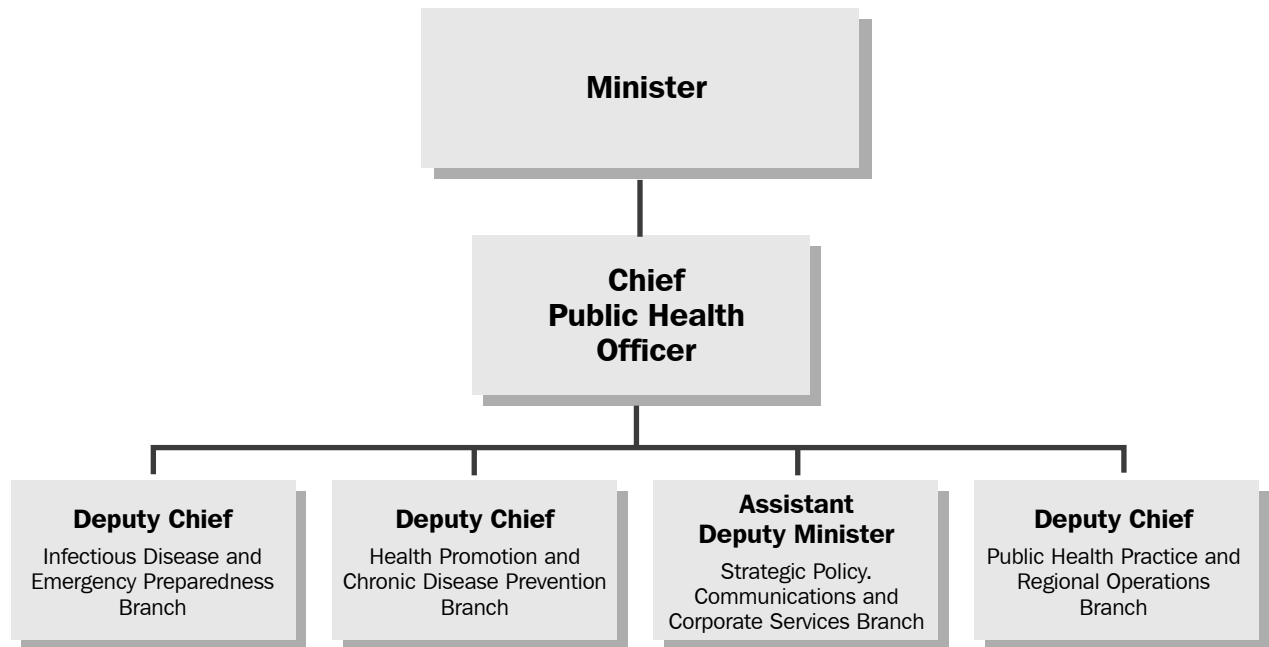 Minister
Chief
Public Health
Officer
Deputy Chief
Infectious Disease and
Emergency Preparedness
Branch
Deputy Chief
Health Promotion and
Chronic Disease Prevention
Branch
Assistant
Deputy Minister
Strategic Policy.
Communications and
Corporate Services Branch
Deputy Chief
Public Health Practice and
Regional Operations
Branch